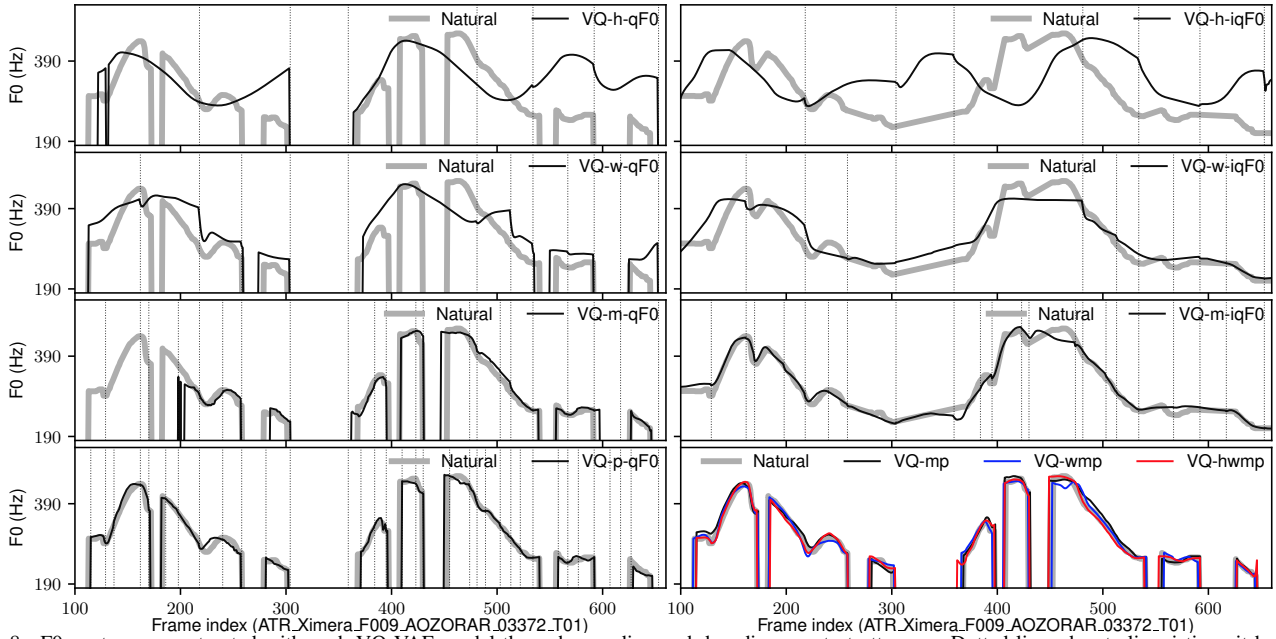 Natural VQ-h-qF0
Natural VQ-h-iqF0
F0 (Hz)
390
190
Natural VQ-w-qF0
Natural VQ-w-iqF0
F0 (Hz)
390
190
Natural VQ-m-qF0
Natural VQ-m-iqF0
F0 (Hz)
390
190
Natural VQ-p-qF0
Natural VQ-mp VQ-wmp VQ-hwmp
F0 (Hz)
390
190
100 200 300 400 500 600
100 200 300 400 500 600
Frame index (ATR_Ximera_F009_AOZORAR_03372_T01)
Frame index (ATR_Ximera_F009_AOZORAR_03372_T01)